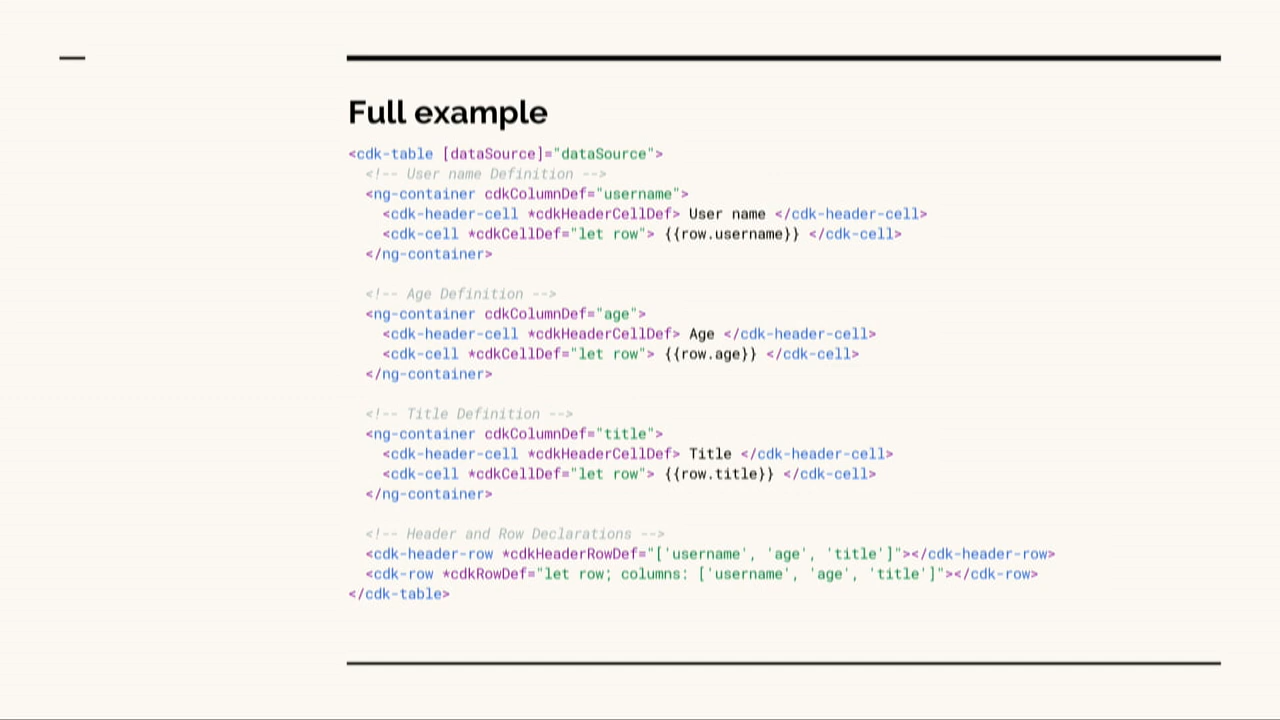 Full example
<cdk-table [dataSource]="dataSource">
  <!-- User name Definition -->
  <ng-container cdkColumnDef="username">
    <cdk-header-cell *cdkHeaderCellDef> User name </cdk-header-cell>
    <cdk-cell *cdkCellDef="let row"> {{row.username}} </cdk-cell>
  </ng-container>

  <!-- Age Definition -->
  <ng-container cdkColumnDef="age">
    <cdk-header-cell *cdkHeaderCellDef> Age </cdk-header-cell>
    <cdk-cell *cdkCellDef="let row"> {{row.age}} </cdk-cell>
  </ng-container>

  <!-- Title Definition -->
  <ng-container cdkColumnDef="title">
    <cdk-header-cell *cdkHeaderCellDef> Title </cdk-header-cell>
    <cdk-cell *cdkCellDef="let row"> {{row.title}} </cdk-cell>
  </ng-container>

  <!-- Header and Row Declarations -->
  <cdk-header-row *cdkHeaderRowDef="['username', 'age', 'title']"></cdk-header-row>
  <cdk-row *cdkRowDef="let row; columns: ['username', 'age', 'title']"></cdk-row>
</cdk-table>